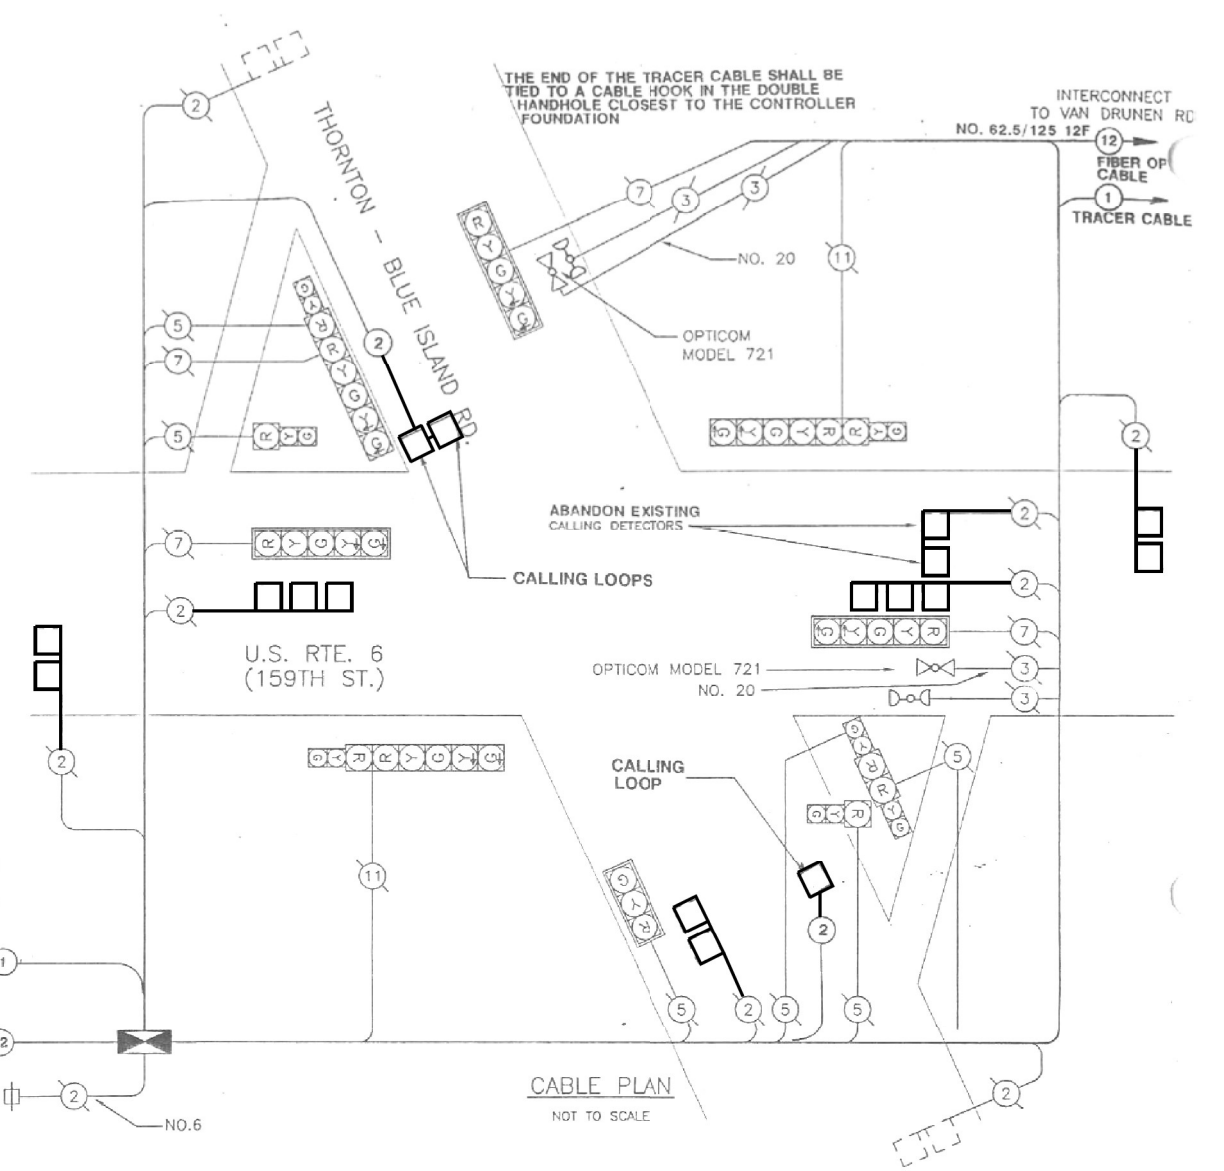 THE END OF THE TRACER CABLE SHALL BE
TIED TO A CABLE HOOK IN THE DOUBLE
HANDHOLE CLOSEST TO THE CONTROLLER
FOUNDATION
INTERCONNECT
TO VAN DRUNEN RD
NO. 62.5/125 12F
12
FIBER OP
CABLE
1
TRACER CABLE
2
THORNTON - BLUE ISLAND RD.
7
3
3
NO. 20
11
OPTICOM
MODEL 721
R
Y
G
Y
G
5
7
5
2
G
Y
R
R
Y
G
Y
G
R Y G
G Y G Y R R Y G
2
ABANDON EXISTING
CALLING DETECTORS
2
7
R Y G Y G
CALLING LOOPS
2
2
U.S. RTE. 6
(159TH ST.)
G Y G Y R
7
OPTICOM MODEL 721
3
NO. 20
3
2
G Y R R Y G Y G
CALLING
LOOP
G
Y
R
R
Y
G
5
G Y R
11
G
Y
R
2
1
5
2
5
5
2
2
NO.6
CABLE PLAN
NOT TO SCALE
2